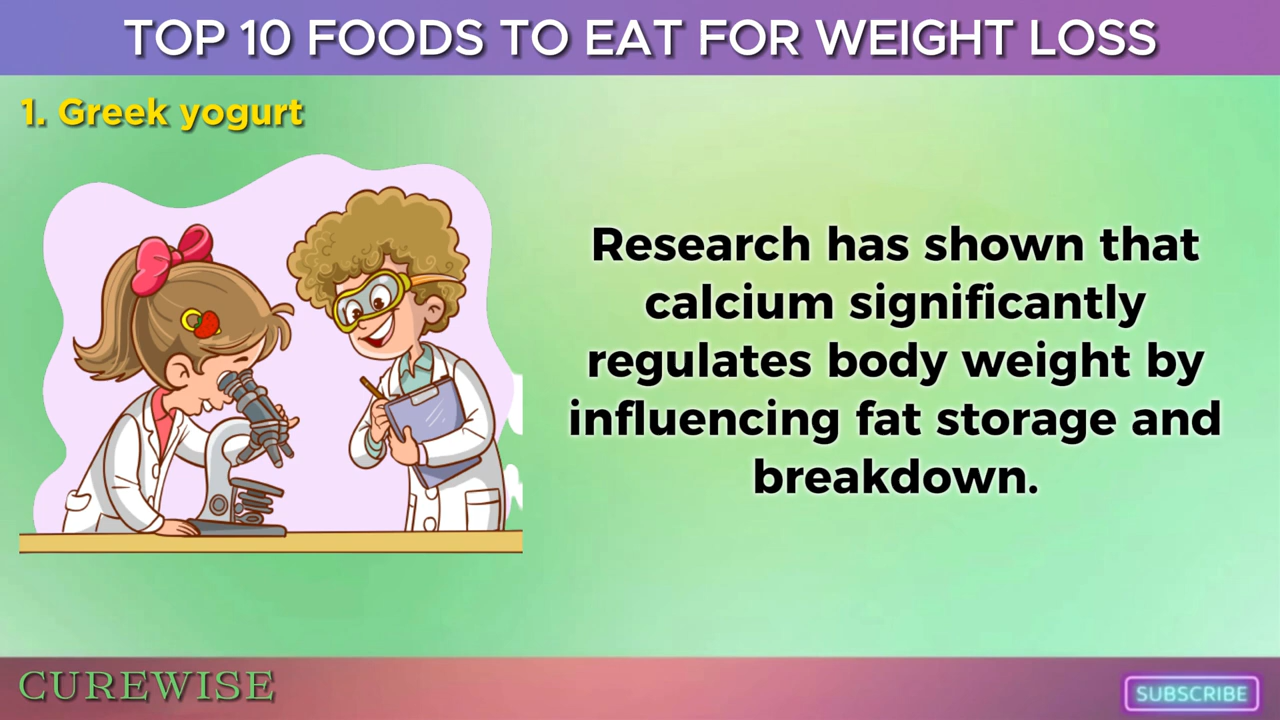 TOP 10 FOODS TO EAT FOR WEIGHT LOSS
1. Greek yogurt
Research has shown that
calcium significantly
regulates body weight by
influencing fat storage and
breakdown.
CUREWISE
SUBSCRIBE